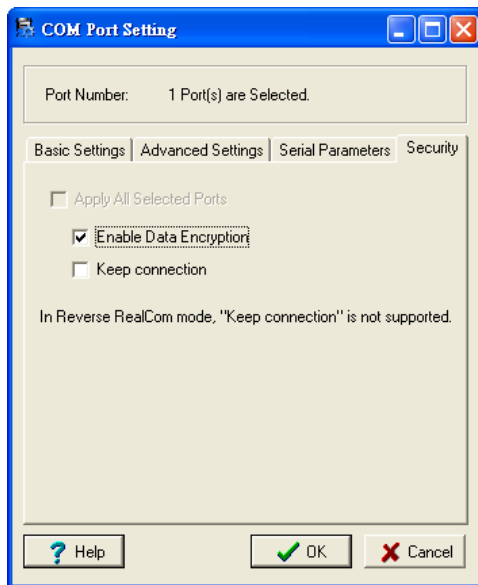 COM Port Setting
Port Number: 1 Port(s) are Selected.
Basic Settings Advanced Settings Serial Parameters Security
Apply All Selected Ports
Enable Data Encryption
Keep connection
In Reverse RealCom mode, "Keep connection" is not supported.
? Help OK Cancel